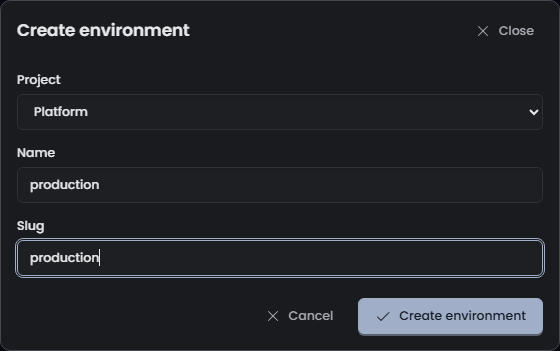 Create environment
Close
Project
Platform
Name
production
Slug
production
Cancel
Create environment